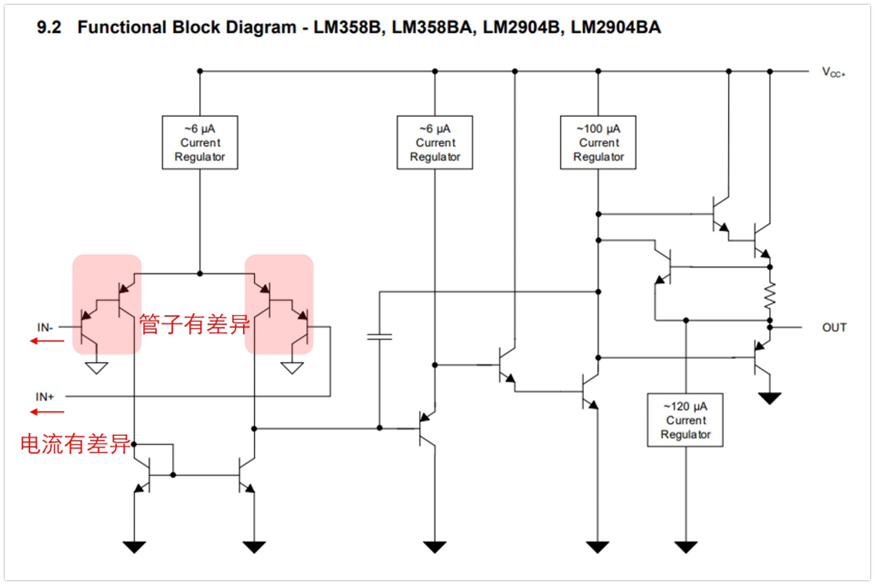 9.2 Functional Block Diagram - LM358B, LM358BA, LM2904B, LM2904BA
VCC+
~6 µA
Current
Regulator
~6 µA
Current
Regulator
~100 µA
Current
Regulator
IN-
管子有差异
OUT
IN+
~120 µA
Current
Regulator
电流有差异